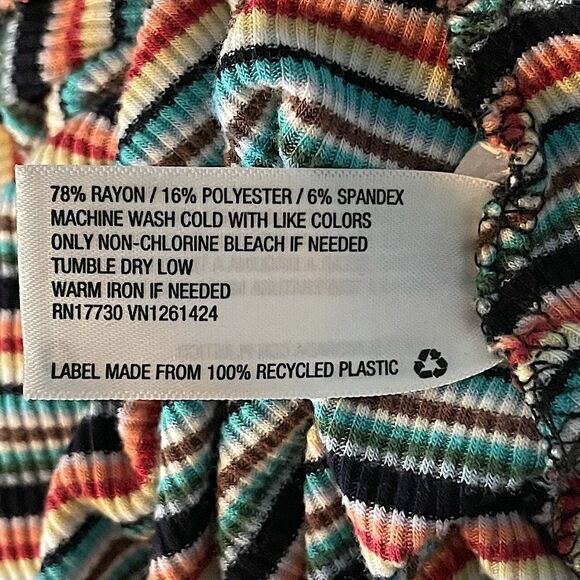 78% RAYON / 16% POLYESTER / 6% SPANDEX
MACHINE WASH COLD WITH LIKE COLORS
ONLY NON-CHLORINE BLEACH IF NEEDED
TUMBLE DRY LOW
WARM IRON IF NEEDED
RN17730 VN1261424
LABEL MADE FROM 100% RECYCLED PLASTIC